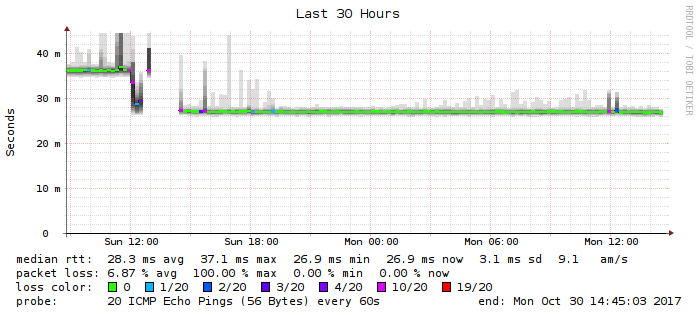 Last 30 Hours
RRDTOOL / TOBI OETIKER
Seconds
40 m
30 m
20 m
10 m
0
Sun 12:00 Sun 18:00 Mon 00:00 Mon 06:00 Mon 12:00
median rtt: 28.3 ms avg 37.1 ms max 26.9 ms min 26.9 ms now 3.1 ms sd 9.1 am/s
packet loss: 6.87 % avg 100.00 % max 0.00 % min 0.00 % now
loss color: 0 1/20 2/20 3/20 4/20 10/20 19/20
probe: 20 ICMP Echo Pings (56 Bytes) every 60s end: Mon Oct 30 14:45:03 2017